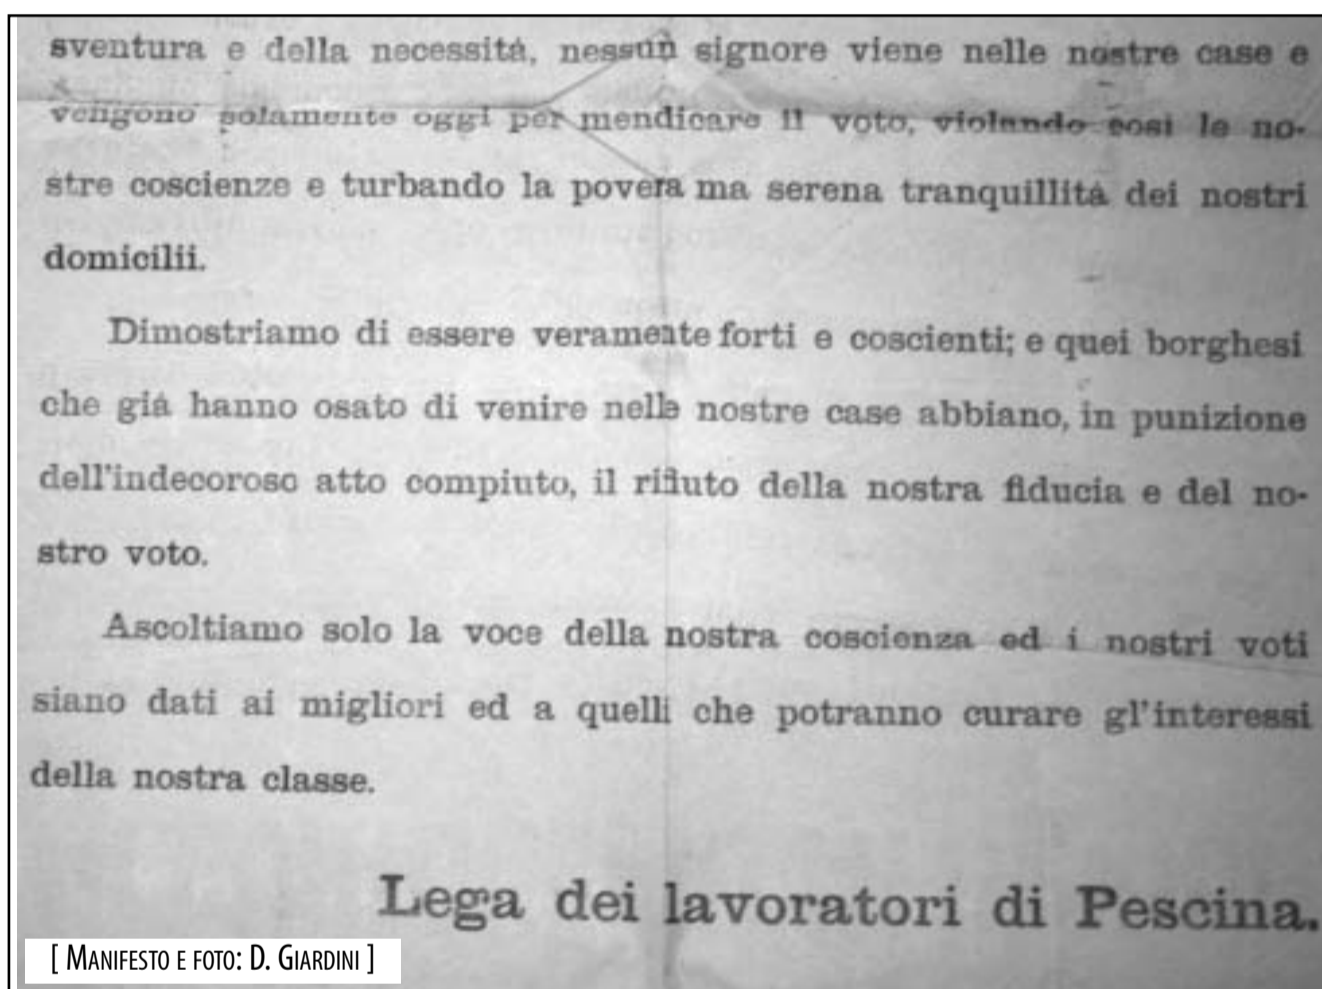 sventura e della necessitá, nessun signore viene nelle nostre case e
vengono solamente oggi per mendicare il voto, violando cosi le no-
stre coscienze e turbando la povera ma serena tranquillitá dei nostri
domicilii.
Dimostriamo di essere veramente forti e coscienti; e quei borghesi
che giá hanno osato di venire nelle nostre case abbiano, in punizione
dell'indecoroso atto compiuto, il rifiuto della nostra fiducia e del no-
stro voto.
Ascoltiamo solo la voce della nostra coscienza ed i nostri voti
siano dati ai migliori ed a quelli che potranno curare gl'interessi
della nostra classe.
Lega dei lavoratori di Pescina.
[ MANIFESTO E FOTO: D. GIARDINI ]